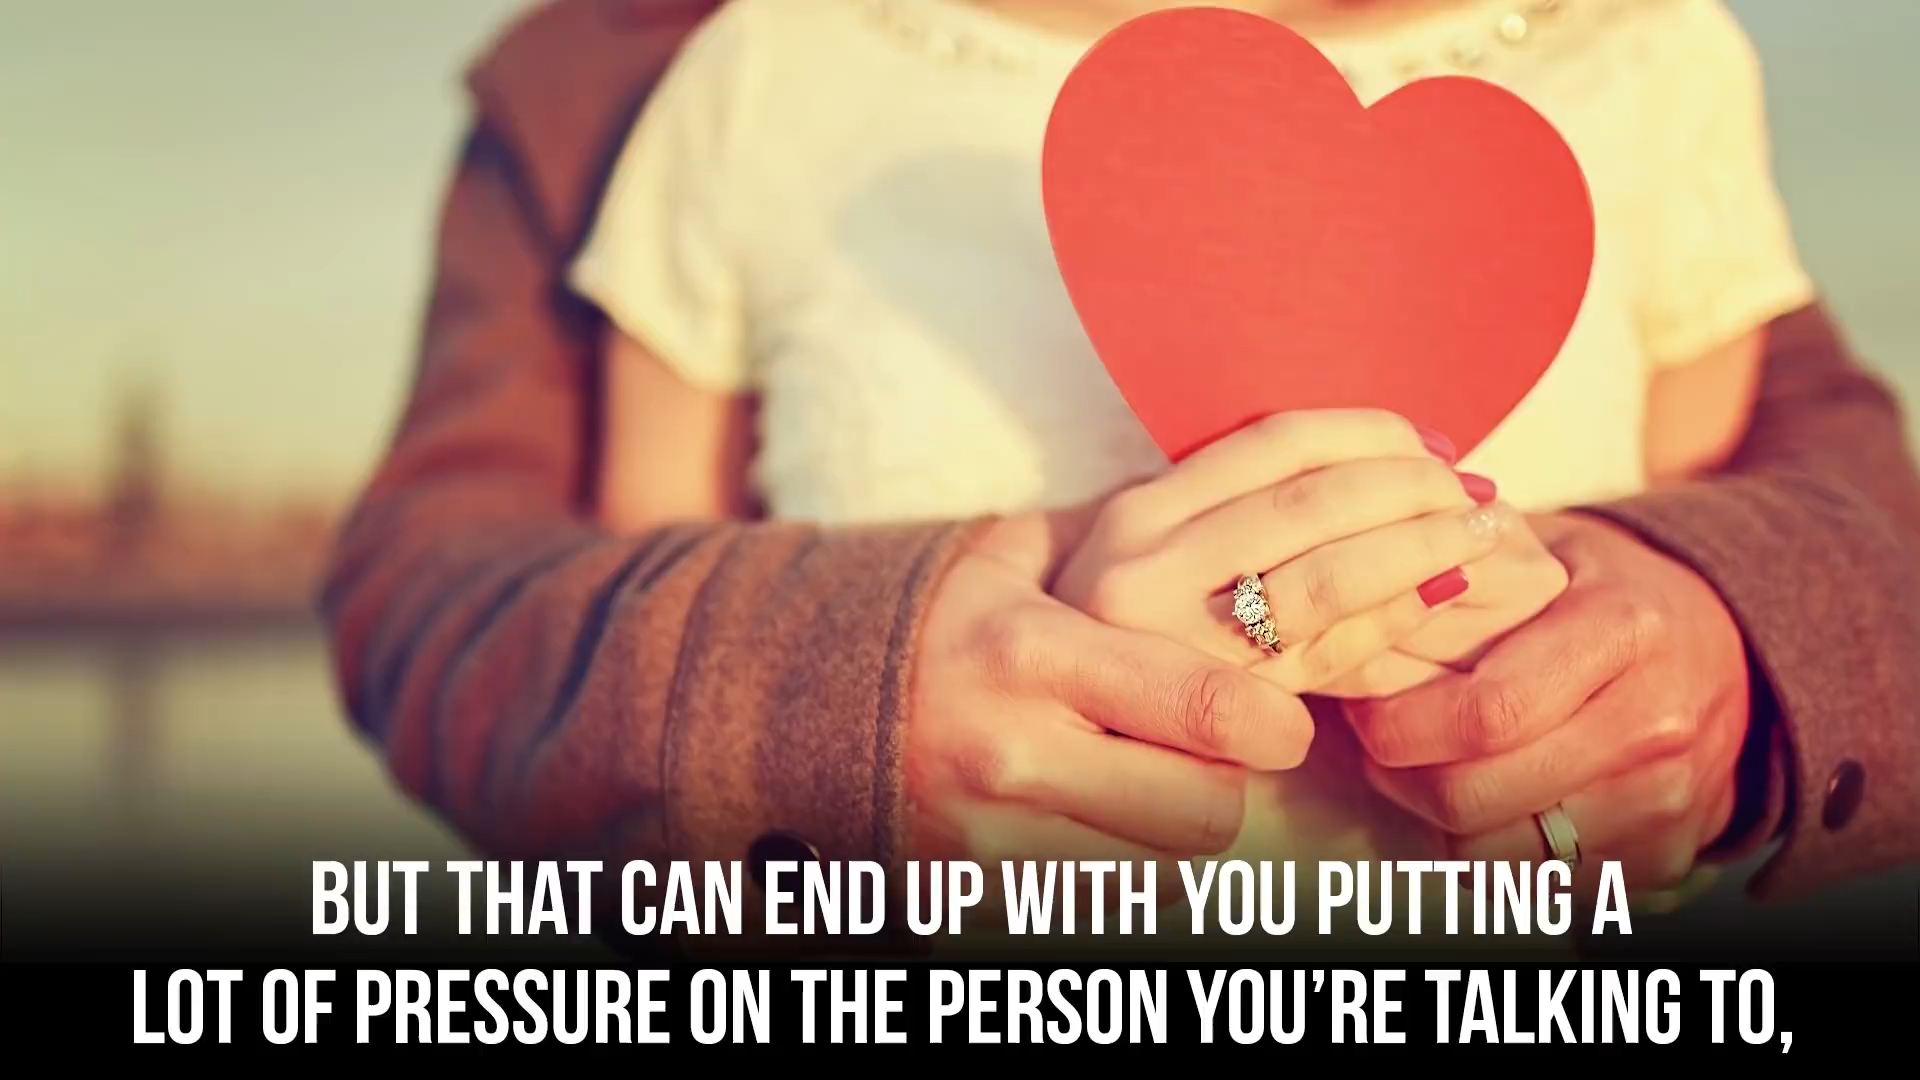 BUT THAT CAN END UP WITH YOU PUTTING A
LOT OF PRESSURE ON THE PERSON YOU’RE TALKING TO,